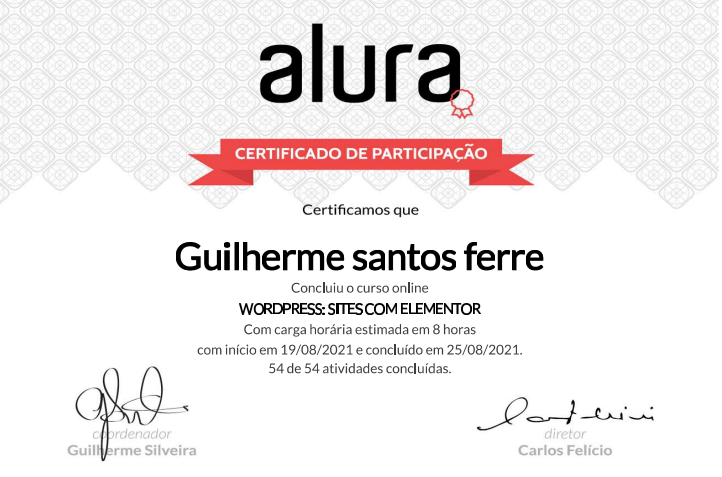 alura
CERTIFICADO DE PARTICIPAÇÃO
Certificamos que
Guilherme santos ferre
Concluiu o curso online
WORDPRESS: SITES COM ELEMENTOR
Com carga horária estimada em 8 horas
com início em 19/08/2021 e concluído em 25/08/2021.
54 de 54 atividades concluídas.
coordenador
Guilherme Silveira
diretor
Carlos Felício